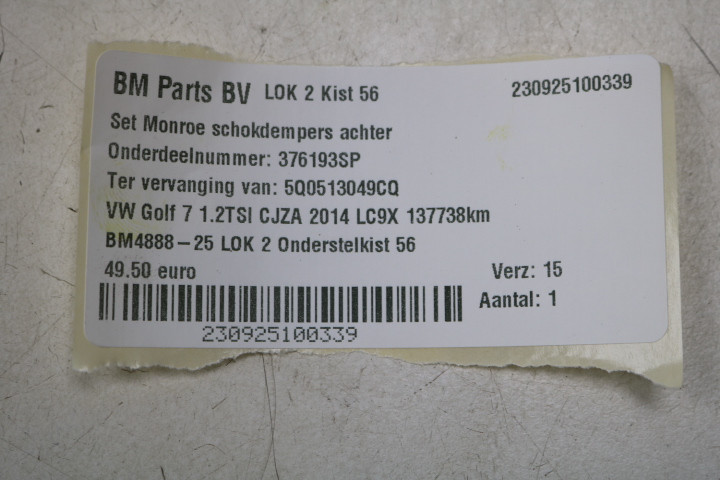 BM Parts BV LOK 2 Kist 56 230925100339
Set Monroe schokdempers achter
Onderdeelnummer: 376193SP
Ter vervanging van: 5Q0513049CQ
VW Golf 7 1.2TSI CJZA 2014 LC9X 137738km
BM4888-25 LOK 2 Onderstelkist 56
49.50 euro Verz: 15
Aantal: 1
230925100339